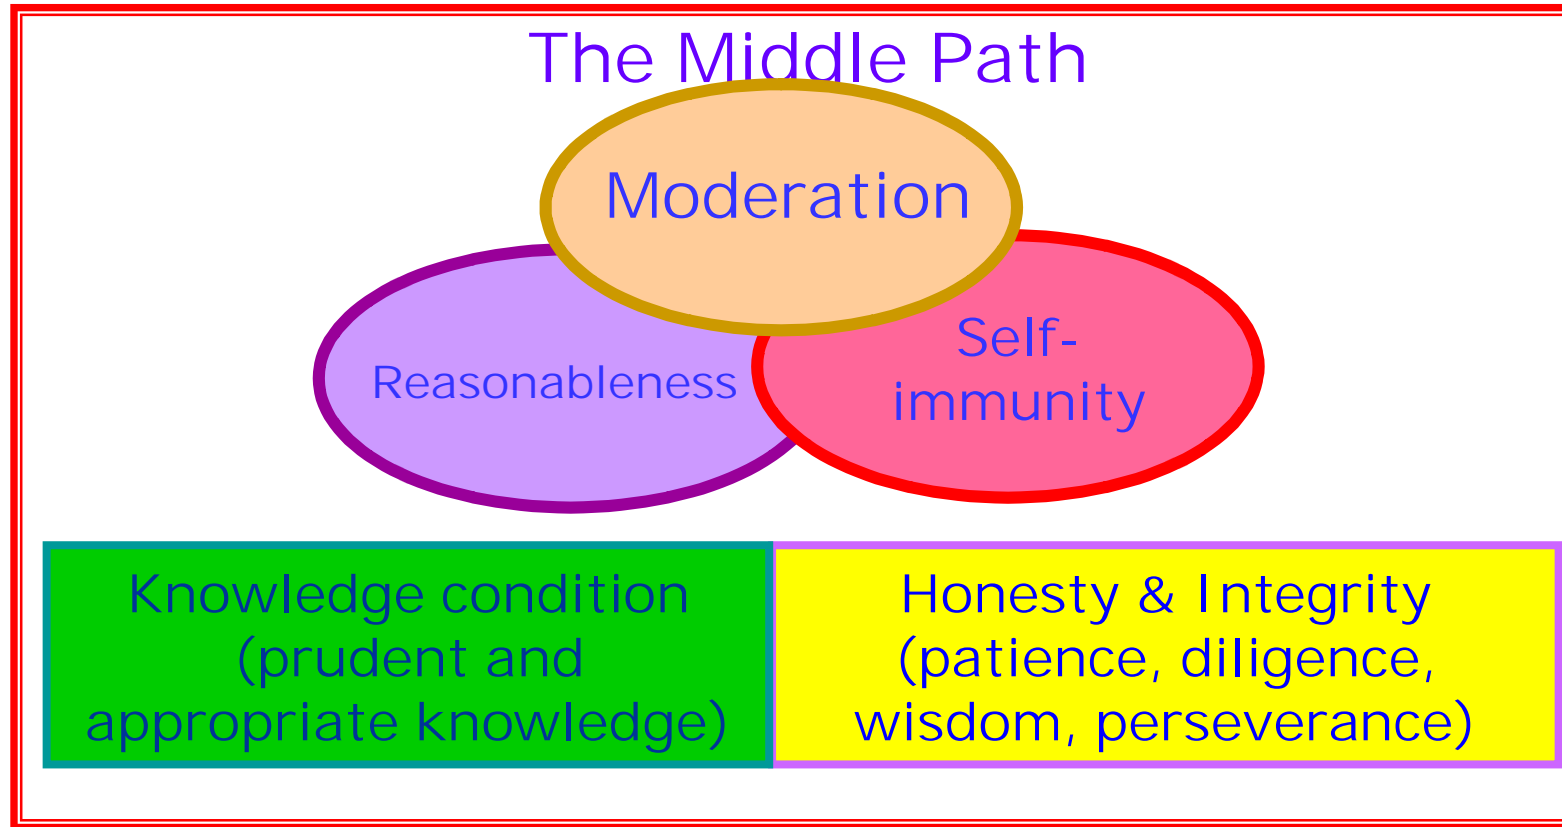 The Middle Path
Moderation
Reasonableness
Self-
immunity
Knowledge condition
(prudent and
appropriate knowledge)
Honesty & Integrity
(patience, diligence,
wisdom, perseverance)